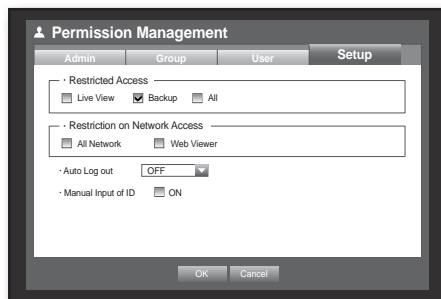 Permission Management
Admin Group User Setup
· Restricted Access
Live View Backup All
· Restriction on Network Access
All Network Web Viewer
· Auto Log out OFF
· Manual Input of ID ON
OK Cancel